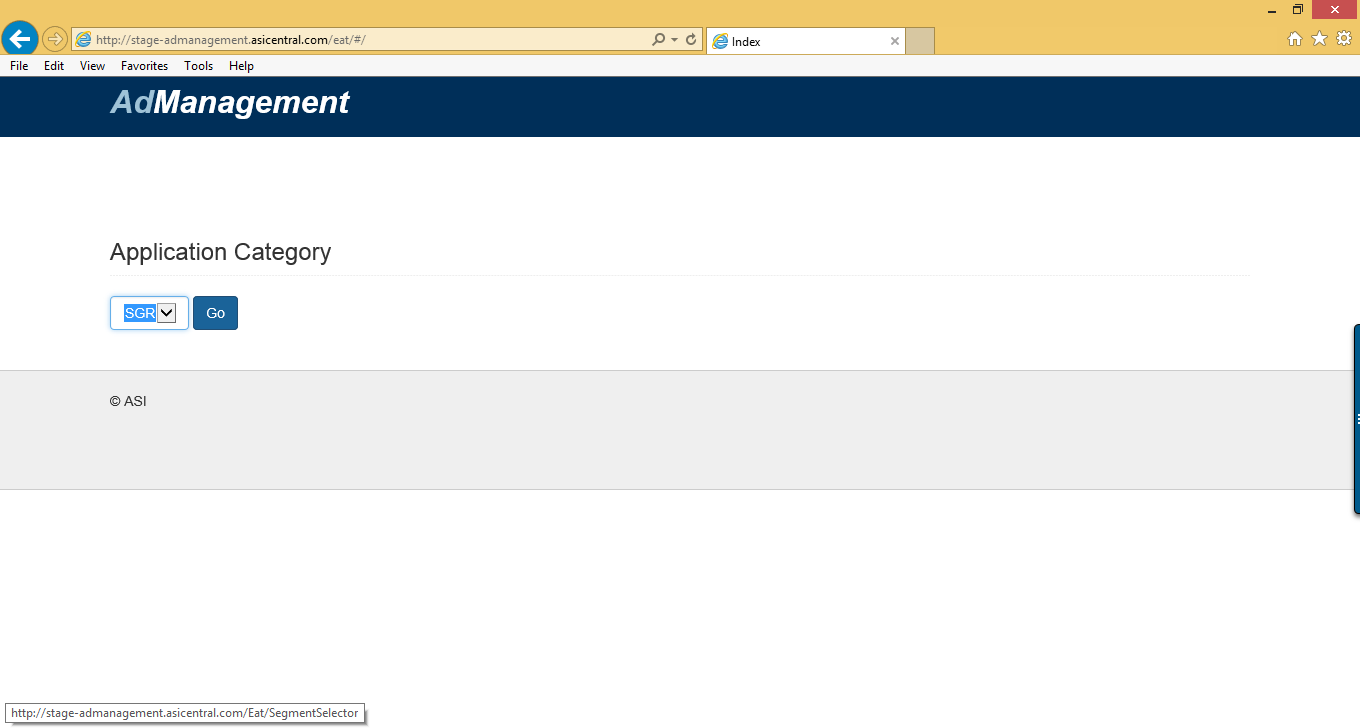 http://stage-admanagement.asicentral.com/eat/#/
Index
File Edit View Favorites Tools Help
AdManagement
Application Category
SGR Go
© ASI
http://stage-admanagement.asicentral.com/Eat/SegmentSelector